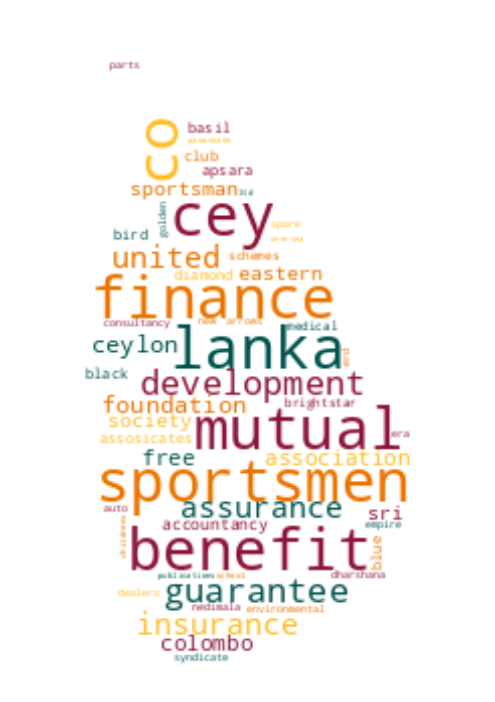 parts
co
basil
club
apsara
sportsman
ltd
golden
cey
spare
bird
united
schemes
diamond
eastern
finance
consultancy
new arrows
medical
ceylon
lanka
black
development
foundation
brightstar
society
mutual
era
assosicates
free
association
sportsmen
auto
assurance
sri
accountancy
empire
benefit
blue
publications
school
dharshana
dealers
guarantee
nedimala
environmental
insurance
colombo
syndicate